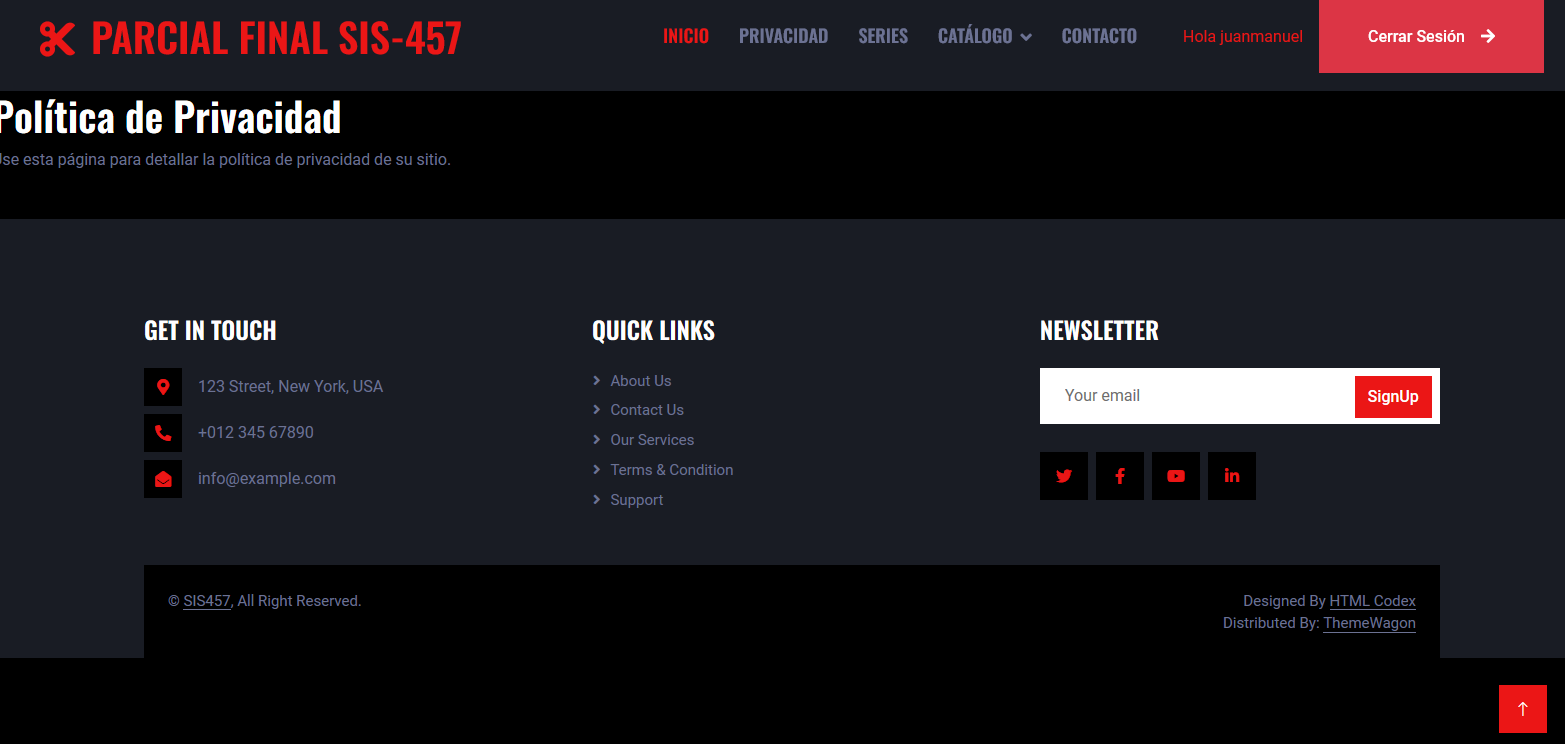 PARCIAL FINAL SIS-457
INICIO PRIVACIDAD SERIES CATÁLOGO CONTACTO Hola juanmanuel Cerrar Sesión
Política de Privacidad
Use esta página para detallar la política de privacidad de su sitio.
GET IN TOUCH
123 Street, New York, USA
+012 345 67890
info@example.com
QUICK LINKS
About Us
Contact Us
Our Services
Terms & Condition
Support
NEWSLETTER
Your email SignUp
© SIS457, All Right Reserved.
Designed By HTML Codex
Distributed By: ThemeWagon